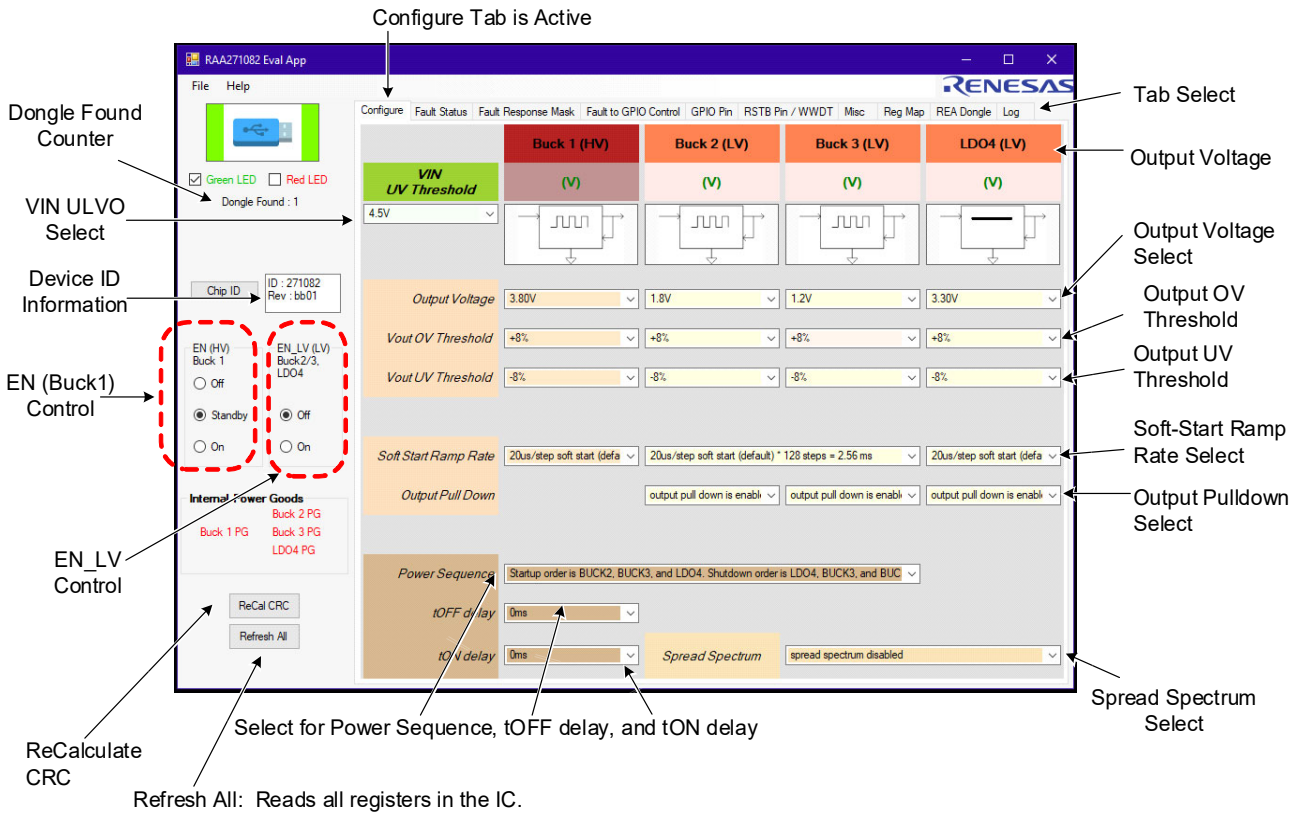 Configure Tab is Active
RAA271082 Eval App
File Help
RENESAS
Dongle Found
Counter
Tab Select
Configure Fault Status Fault Response Mask Fault to GPIO Control GPIO Pin RSTB Pin / WWDT Misc Reg Map REA Dongle Log
Buck 1 (HV) Buck 2 (LV) Buck 3 (LV) LDO4 (LV)
Output Voltage
Green LED Red LED
VIN
UV Threshold
(V) (V) (V) (V)
Dongle Found : 1
VIN ULVO
Select
4.5V
Output Voltage
Select
Device ID
Information
Chip ID
ID : 271082
Rev : bb01
Output Voltage 3.80V 1.8V 1.2V 3.30V
Output OV
Threshold
Vout OV Threshold +8% +8% +8% +8%
EN (HV)
Buck 1
EN_LV (LV)
Buck2/3,
LDO4
Output UV
Threshold
Vout UV Threshold -8% -8% -8% -8%
EN (Buck1)
Control
Off
Standby Off
On On
Soft-Start Ramp
Rate Select
Soft Start Ramp Rate 20us/step soft start (defa 20us/step soft start (default) * 128 steps = 2.56 ms 20us/step soft start (defa
Output Pull Down output pull down is enabl output pull down is enabl output pull down is enabl
Output Pulldown
Select
Internal Power Goods
Buck 2 PG
Buck 1 PG Buck 3 PG
LDO4 PG
EN_LV
Control
Power Sequence Startup order is BUCK2, BUCK3, and LDO4. Shutdown order is LDO4, BUCK3, and BUC
ReCal CRC
tOFF delay 0ms
Refresh All
tON delay 0ms Spread Spectrum spread spectrum disabled
Spread Spectrum
Select
Select for Power Sequence, tOFF delay, and tON delay
ReCalculate
CRC
Refresh All: Reads all registers in the IC.